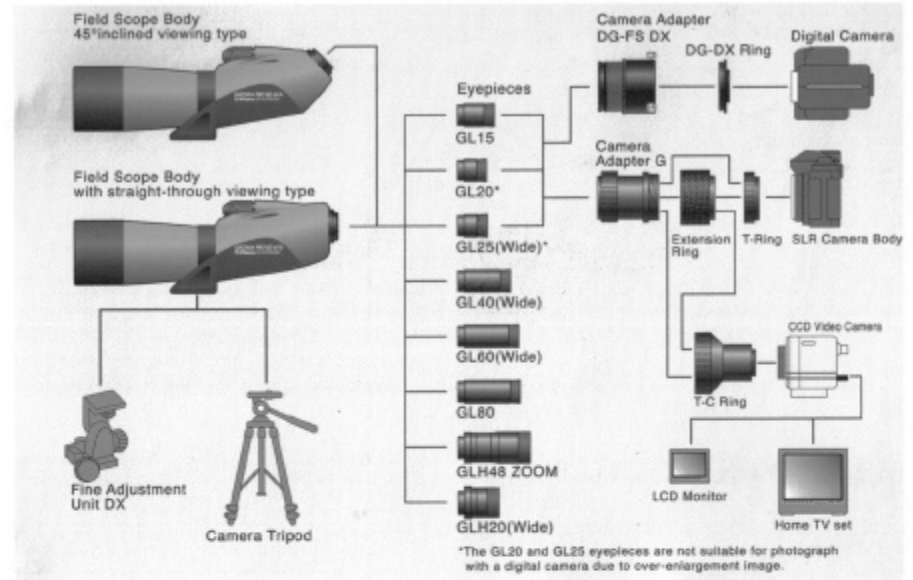 Field Scope Body
45°inclined viewing type
Camera Adapter
DG-FS DX
DG-DX Ring
Digital Camera
Eyepieces
GL15
GL20*
GL25(Wide)*
GL40(Wide)
GL60(Wide)
GL80
GLH48 ZOOM
GLH20(Wide)
Field Scope Body
with straight-through viewing type
Camera
Adapter G
Extension
Ring
T-Ring
SLR Camera Body
CCD Video Camera
T-C Ring
LCD Monitor
Home TV set
Fine Adjustment
Unit DX
Camera Tripod
*The GL20 and GL25 eyepieces are not suitable for photograph
with a digital camera due to over-enlargement image.